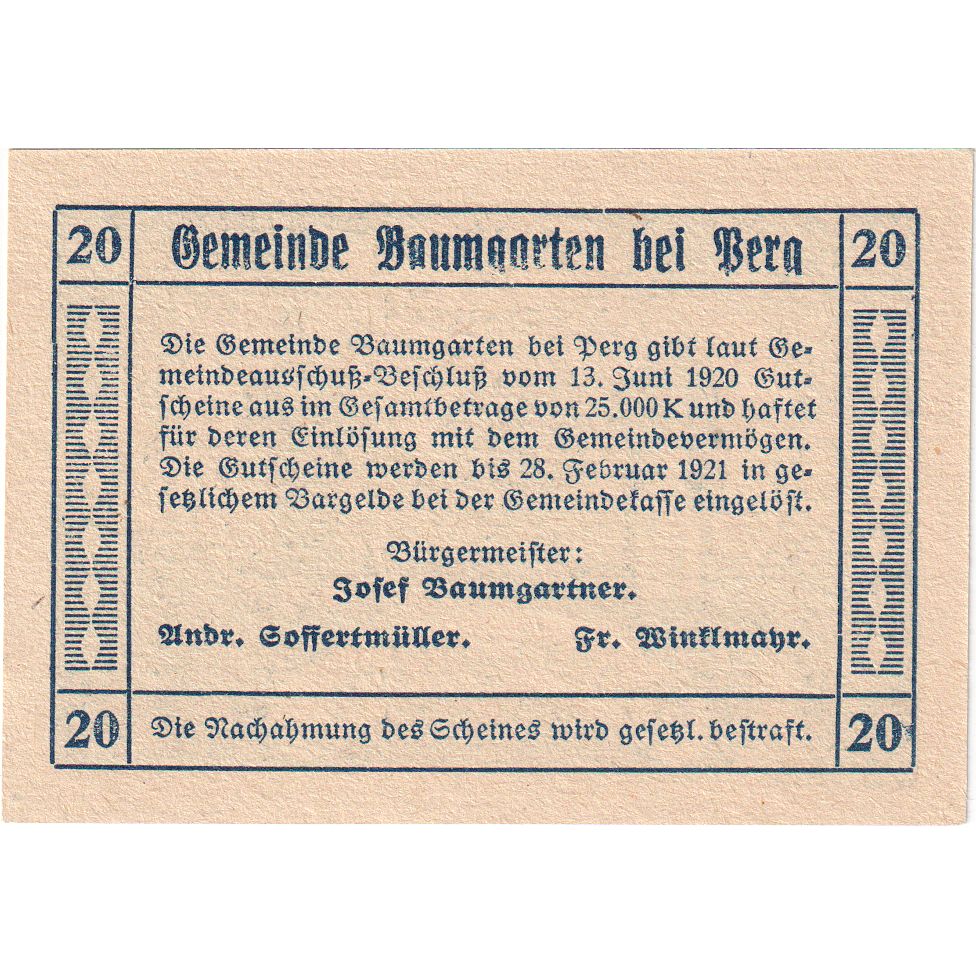 20 Gemeinde Baumgarten bei Perg 20
Die Gemeinde Baumgarten bei Perg gibt laut Ge-
meindeausschuß-Beschluß vom 13. Juni 1920 Gut-
scheine aus im Gesamtbetrage von 25.000 K und haftet
für deren Einlösung mit dem Gemeindevermögen.
Die Gutscheine werden bis 28. Februar 1921 in ge-
setzlichem Bargelde bei der Gemeindekasse eingelöst.
Bürgermeister:
Josef Baumgartner.
Andr. Soffertmüller. Fr. Winklmayr.
20 Die Nachahmung des Scheines wird gesetzl. bestraft. 20